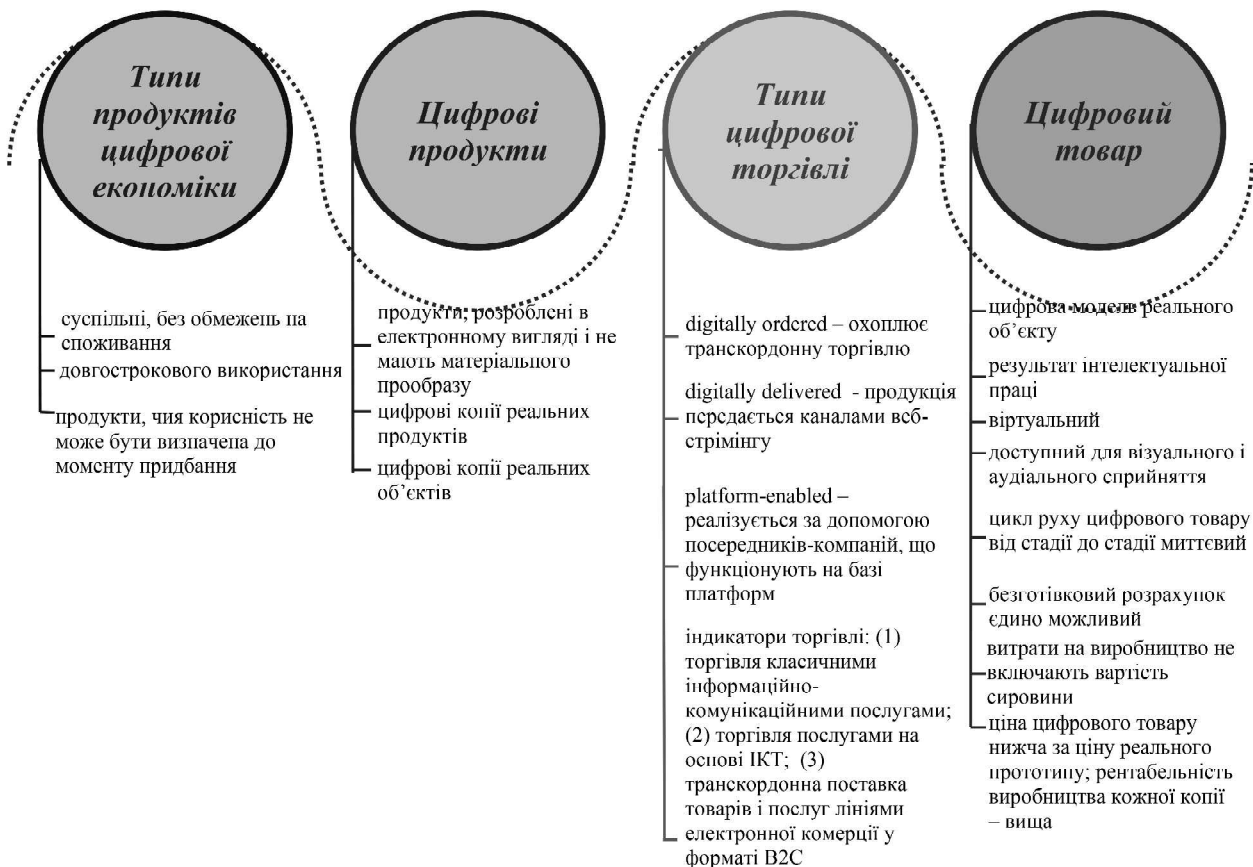 Типи
продуктів
цифрової
економіки
суспільні, без обмежень на
споживання
довгострокового використання
продукти, чия корисність не
може бути визначена до
моменту придбання
Цифрові
продукти
продукти, розроблені в
електронному вигляді і не
мають матеріального
прообразу
цифрові копії реальних
продуктів
цифрові копії реальних
об’єктів
Типи
цифрової
торгівлі
digitally ordered – охоплює
транскордонну торгівлю
digitally delivered - продукція
передається каналами веб-
стрімінгу
platform-enabled –
реалізується за допомогою
посередників-компаній, що
функціонують на базі
платформ
індикатори торгівлі: (1)
торгівля класичними
інформаційно-
комунікаційними послугами;
(2) торгівля послугами на
основі ІКТ; (3)
транскордонна поставка
товарів і послуг лініями
електронної комерції у
форматі B2C
Цифровий
товар
цифрова модель реального
об’єкту
результат інтелектуальної
праці
віртуальний
доступний для візуального і
аудіального сприйняття
цикл руху цифрового товару
від стадії до стадії миттєвий
безготівковий розрахунок
єдино можливий
витрати на виробництво не
включають вартість
сировини
ціна цифрового товару
нижча за ціну реального
прототипу; рентабельність
виробництва кожної копії
– вища